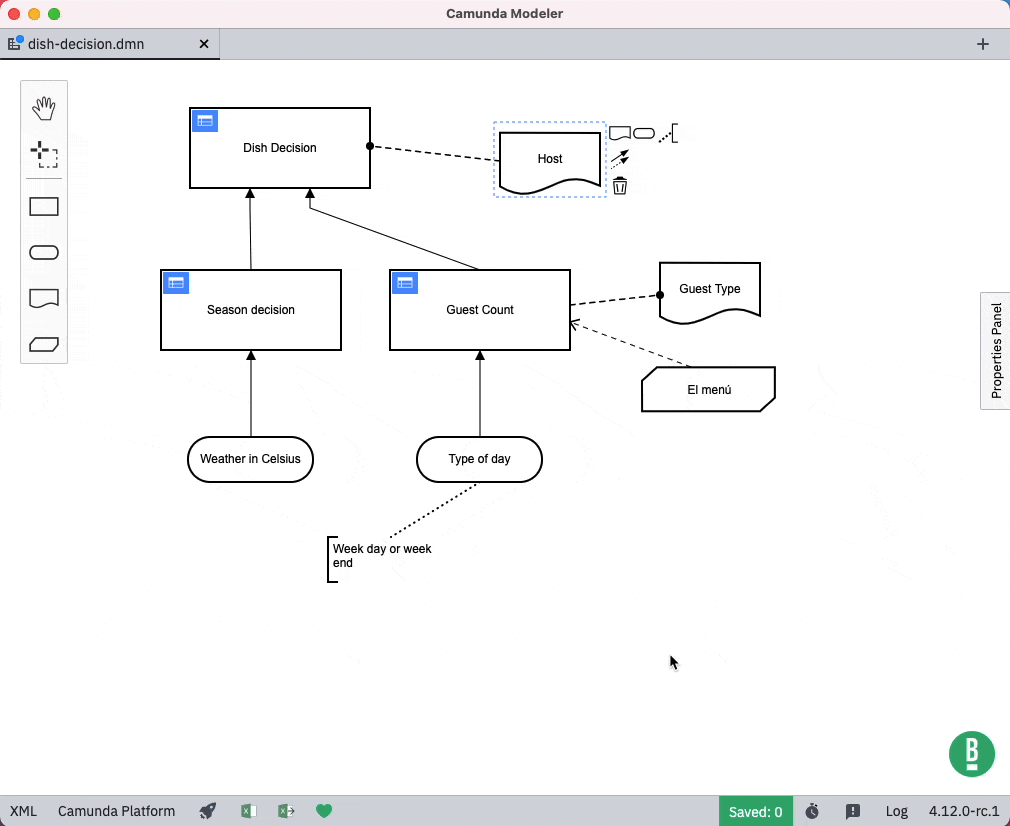 Camunda Modeler
dish-decision.dmn
Dish Decision
Host
Season decision
Guest Count
Guest Type
El menú
Weather in Celsius
Type of day
Week day or week
end
Properties Panel
B
XML
Camunda Platform
Saved: 0
Log
4.12.0-rc.1